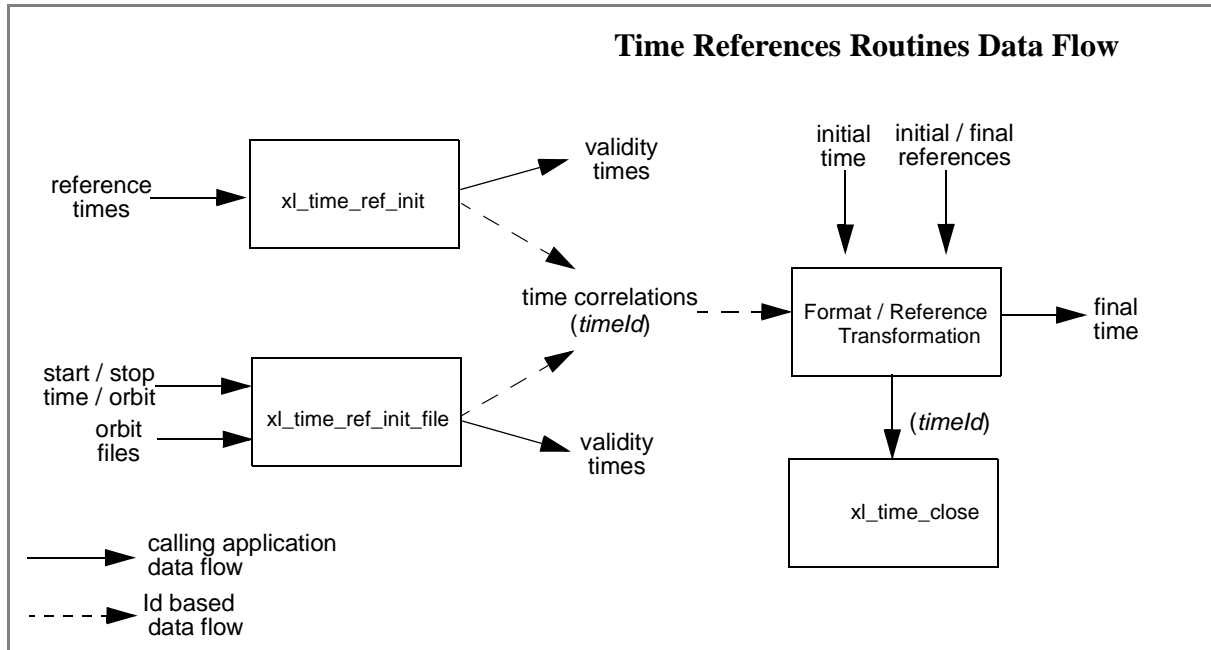 Time References Routines Data Flow
reference
times
xl_time_ref_init
validity
times
initial
time
initial / final
references
time correlations
(timeId)
Format / Reference
Transformation
final
time
start / stop
time / orbit
orbit
files
xl_time_ref_init_file
validity
times
(timeId)
xl_time_close
calling application
data flow
Id based
data flow